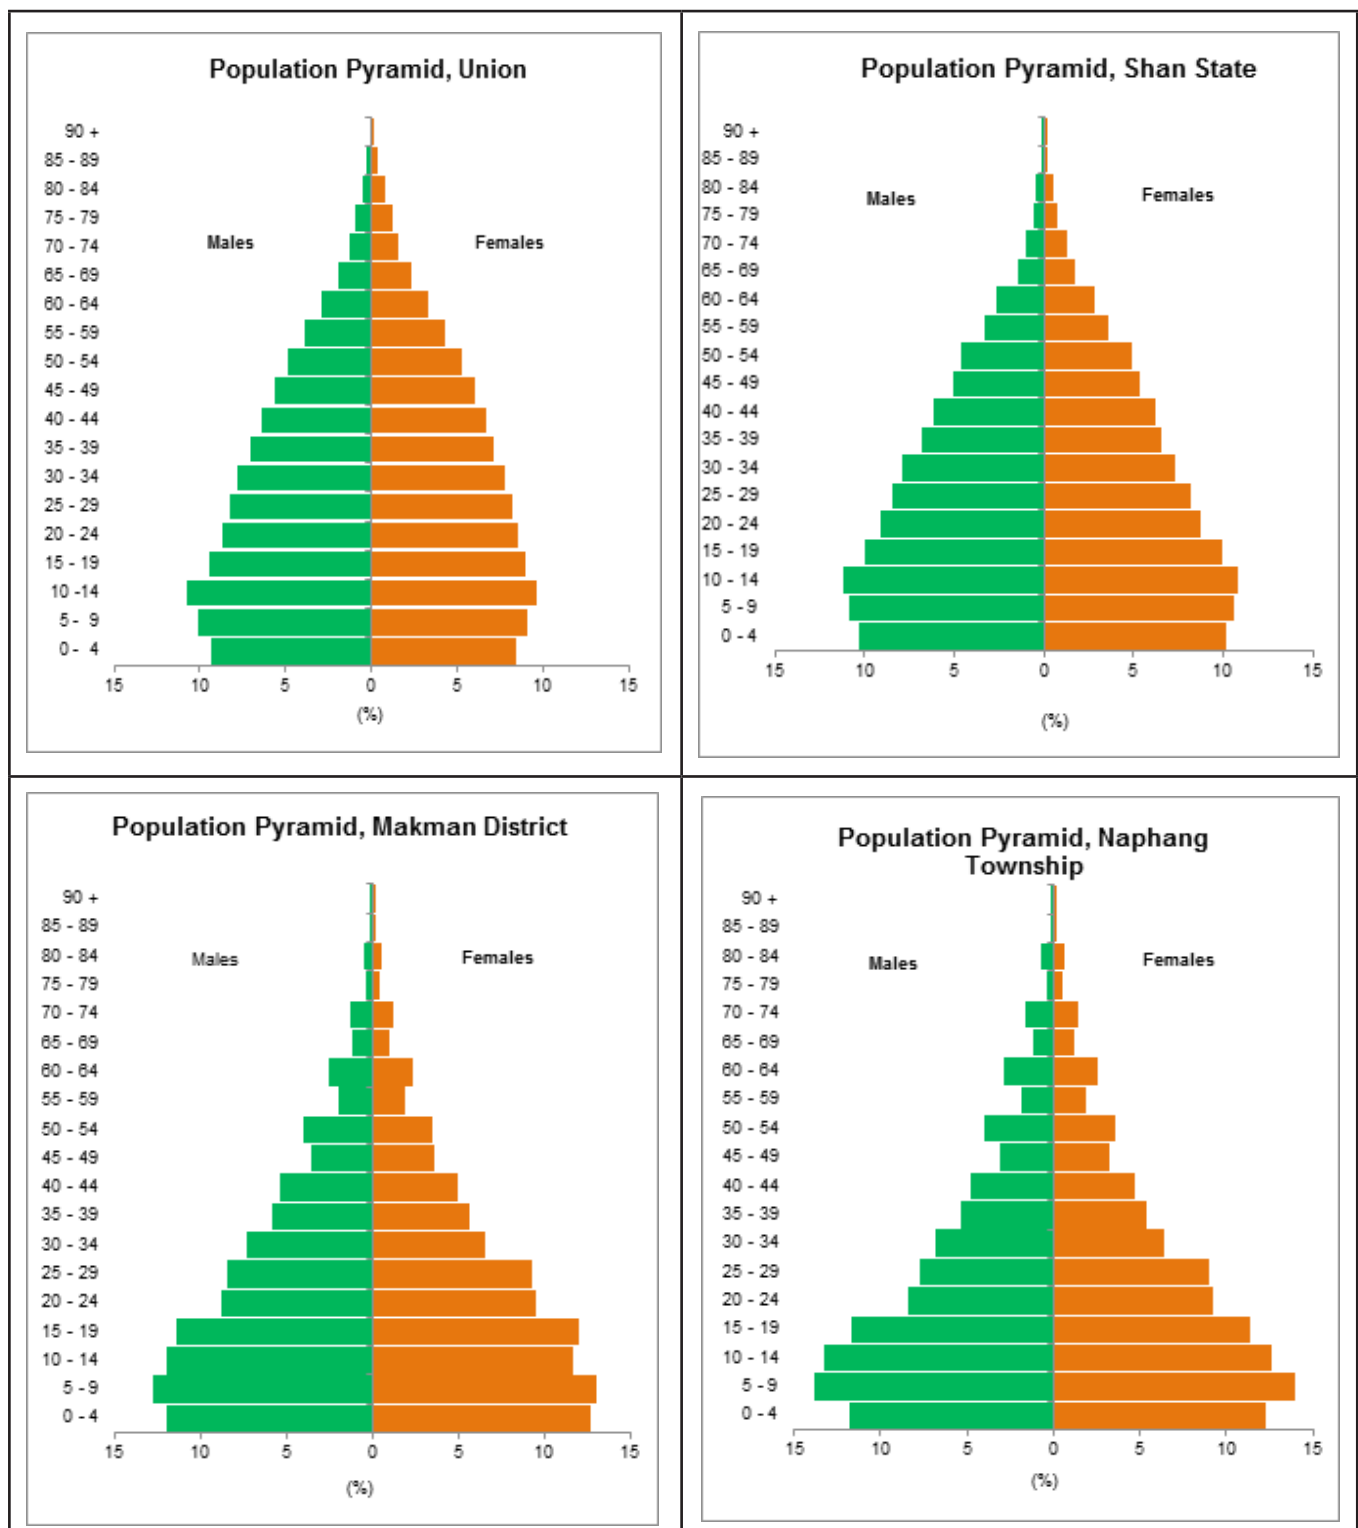 Population Pyramid, Union
90 +
85 - 89
80 - 84
75 - 79
70 - 74
65 - 69
60 - 64
55 - 59
50 - 54
45 - 49
40 - 44
35 - 39
30 - 34
25 - 29
20 - 24
15 - 19
10 -14
5 - 9
0 - 4
Males
Females
15 10 5 0 5 10 15
(%)
Population Pyramid, Shan State
90 +
85 - 89
80 - 84
75 - 79
70 - 74
65 - 69
60 - 64
55 - 59
50 - 54
45 - 49
40 - 44
35 - 39
30 - 34
25 - 29
20 - 24
15 - 19
10 - 14
5 - 9
0 - 4
Males
Females
15 10 5 0 5 10 15
(%)
Population Pyramid, Makman District
90 +
85 - 89
80 - 84
75 - 79
70 - 74
65 - 69
60 - 64
55 - 59
50 - 54
45 - 49
40 - 44
35 - 39
30 - 34
25 - 29
20 - 24
15 - 19
10 - 14
5 - 9
0 - 4
Males
Females
15 10 5 0 5 10 15
(%)
Population Pyramid, Naphang
Township
90 +
85 - 89
80 - 84
75 - 79
70 - 74
65 - 69
60 - 64
55 - 59
50 - 54
45 - 49
40 - 44
35 - 39
30 - 34
25 - 29
20 - 24
15 - 19
10 - 14
5 - 9
0 - 4
Males
Females
15 10 5 0 5 10 15
(%)